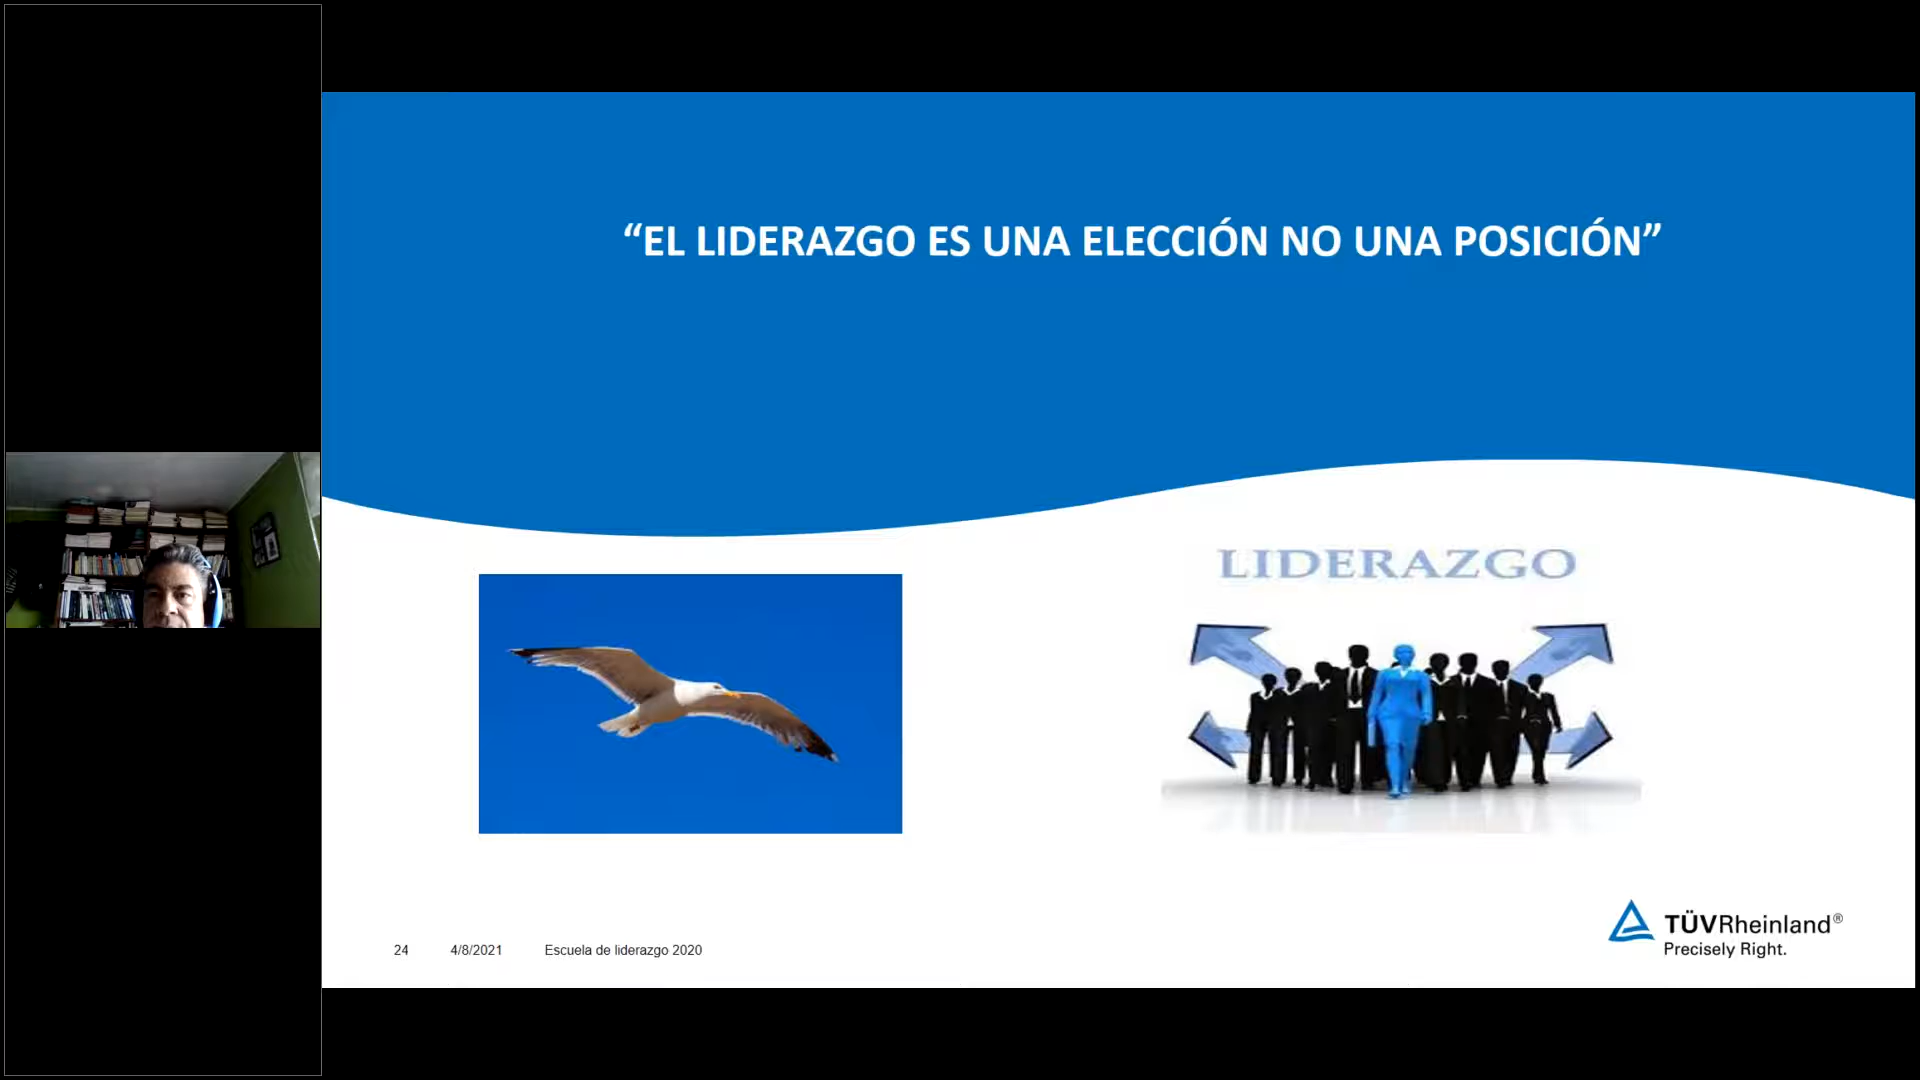 “EL LIDERAZGO ES UNA ELECCIÓN NO UNA POSICIÓN”
LIDERAZGO
24 4/8/2021 Escuela de liderazgo 2020
TÜVRheinland®
Precisely Right.